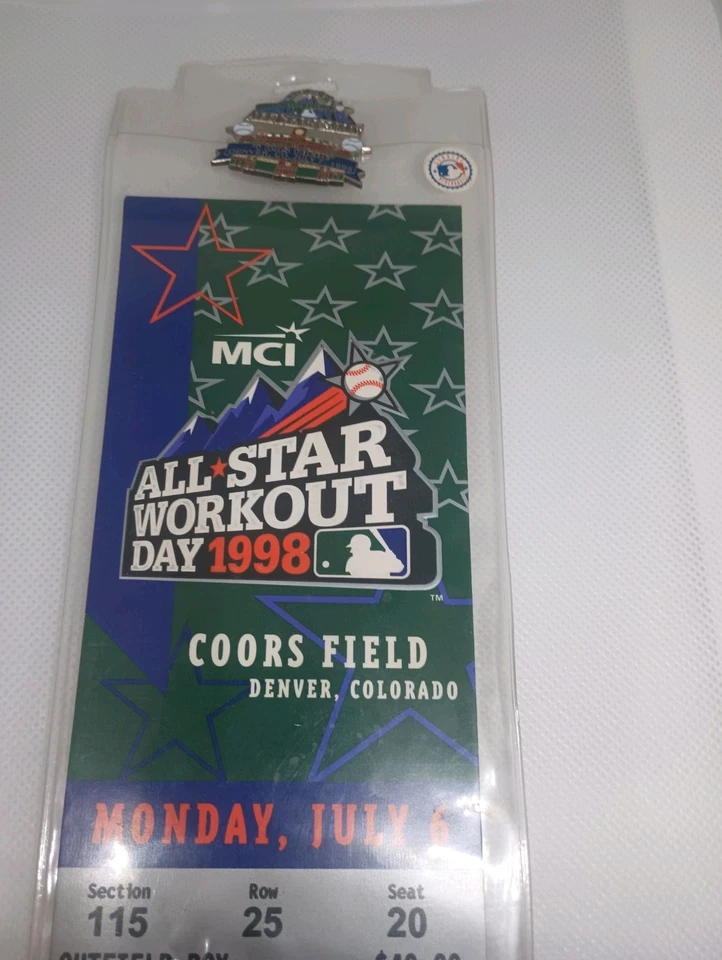 MCI
ALL★STAR
WORKOUT
DAY 1998
TM
COORS FIELD
DENVER, COLORADO
MONDAY, JULY 6
Section Row Seat
115 25 20